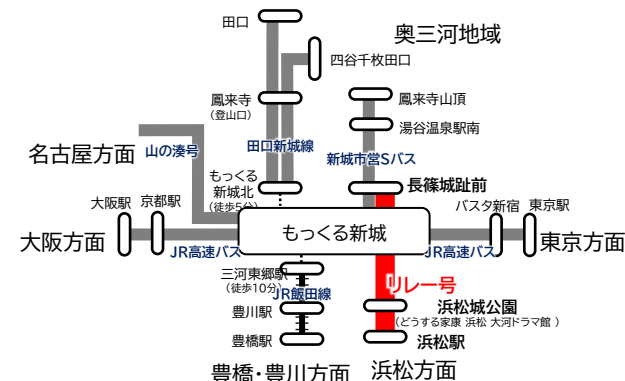 田口
奥三河地域
四谷千枚田口
鳳来寺
(登山口)
鳳来寺山頂
湯谷温泉駅南
名古屋方面
山の湊号
田口新城線
新城市営Sバス
もっくる
新城北
(徒歩5分)
長篠城趾前
大阪駅
京都駅
バスタ新宿
東京駅
もっくる新城
大阪方面
東京方面
JR高速バス
JR高速バス
三河東郷駅
(徒歩10分)
JR飯田線
リレー号
豊川駅
浜松城公園
(どうする家康 浜松 大河ドラマ館 )
豊橋駅
浜松駅
豊橋・豊川方面
浜松方面